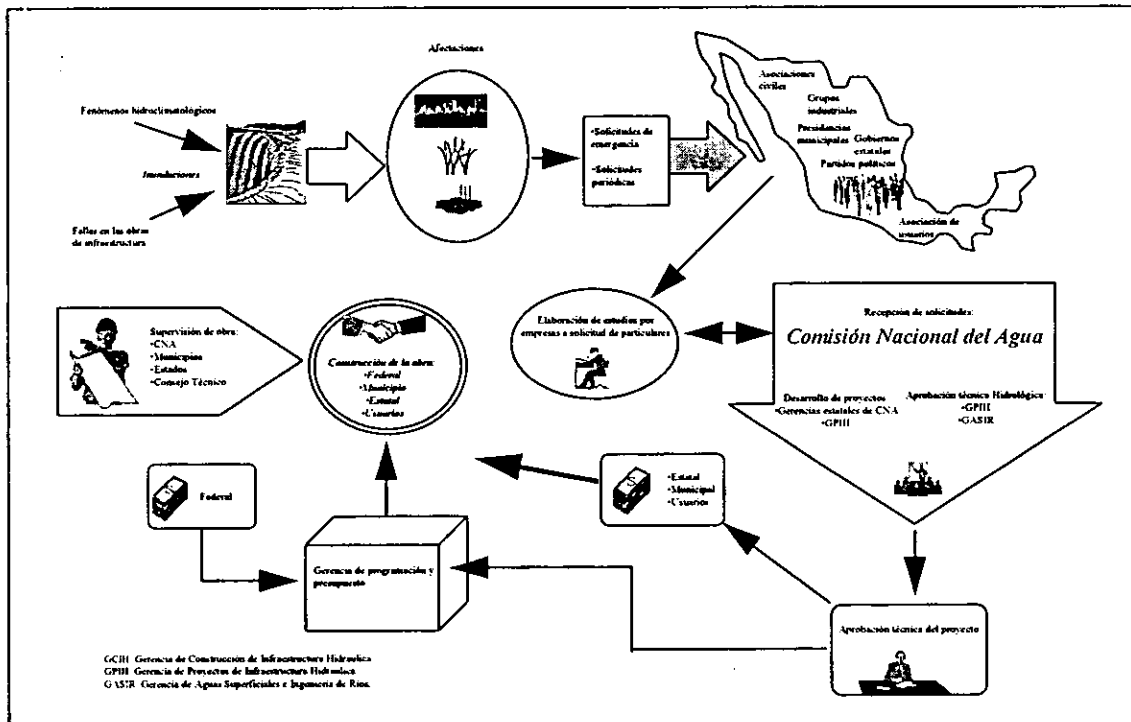 Afectaciones
Fenómenos hidroclimatológicos
Inundaciones
Fallas en las obras
de infraestructura
•Solicitudes de
emergencia
•Solicitudes
periódicas
Asociaciones
civiles
Grupos
industriales
Presidencias
municipales
Gobiernos
estatales
Partidos políticos
Asociación de
usuarios
Supervisión de obra:
•CNA
•Municipios
•Estados
•Consejo Técnico
Construcción de la obra:
•Federal
•Municipio
•Estatal
•Usuarios
Elaboración de estudios por
empresas a solicitud de particulares
Recepción de solicitudes:
Comisión Nacional del Agua
Desarrollo de proyectos
•Gerencias estatales de CNA
•GPIH
Aprobación técnica Hidrológica:
•GPIH
•GASIR
Federal
•Estatal
•Municipal
•Usuarios
Gerencia de programación y
presupuesto
Aprobación técnica del proyecto
GCIH Gerencia de Construcción de Infraestructura Hidraulica
GPIH Gerencia de Proyectos de Infraestructura Hidraulica
GASIR Gerencia de Aguas Superficiales e Ingeniería de Ríos.